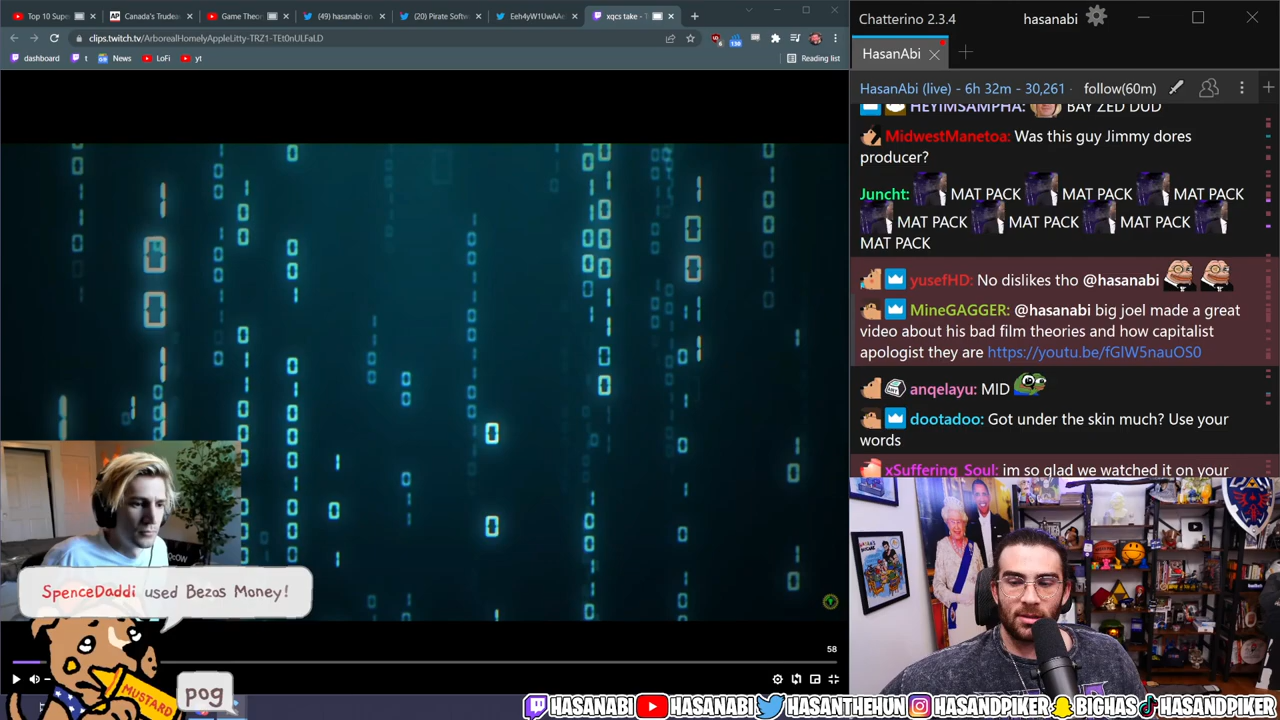 Top 10 Supe
Canada's Trudea
Game Theor
(49) hasanabi on
(20) Pirate Softw
Eeh4yW1UwAA
xqcs take - T
clips.twitch.tv/ArborealHomelyAppleLitty-TRZ1-TEt0nULFaLD
dashboard
t
News
LoFi
yt
Reading list
Chatterino 2.3.4
hasanabi
HasanAbi
HasanAbi (live) - 6h 32m - 30,261
follow(60m)
HEYIMSAMPHA: BAY ZED DUD
MidwestManetoa: Was this guy Jimmy dores
producer?
Juncht: MAT PACK MAT PACK MAT PACK
MAT PACK MAT PACK MAT PACK
MAT PACK
yusefHD: No dislikes tho @hasanabi
MineGAGGER: @hasanabi big joel made a great
video about his bad film theories and how capitalist
apologist they are https://youtu.be/fGlW5nauOS0
anqelayu: MID
dootadoo: Got under the skin much? Use your
words
xSuffering_Soul: im so glad we watched it on your
SpenceDaddi used Bezos Money!
58
MUSTARD
pog
HASANABI HASANABI HASANTHEHUN HASANDPIKER BIGHAS HASANDPIKER